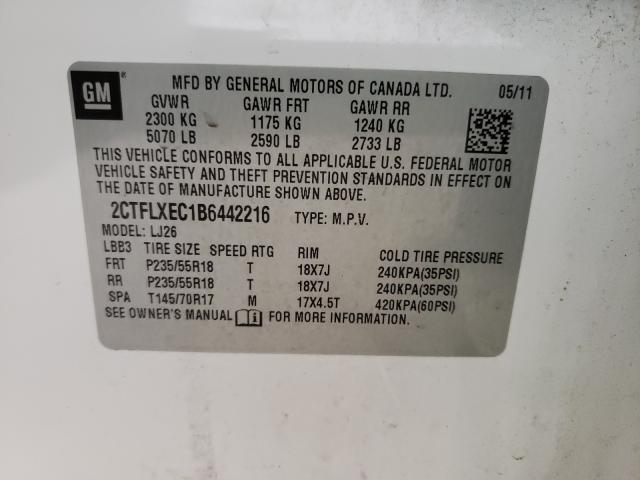 GM
MFD BY GENERAL MOTORS OF CANADA LTD. 05/11
GVWR GAWR FRT GAWR RR
2300 KG 1175 KG 1240 KG
5070 LB 2590 LB 2733 LB
THIS VEHICLE CONFORMS TO ALL APPLICABLE U.S. FEDERAL MOTOR
VEHICLE SAFETY AND THEFT PREVENTION STANDARDS IN EFFECT ON
THE DATE OF MANUFACTURE SHOWN ABOVE.
2CTFLXEC1B6442216 TYPE: M.P.V.
MODEL: LJ26
LBB3 TIRE SIZE SPEED RTG RIM COLD TIRE PRESSURE
FRT P235/55R18 T 18X7J 240KPA(35PSI)
RR P235/55R18 T 18X7J 240KPA(35PSI)
SPA T145/70R17 M 17X4.5T 420KPA(60PSI)
SEE OWNER'S MANUAL FOR MORE INFORMATION.